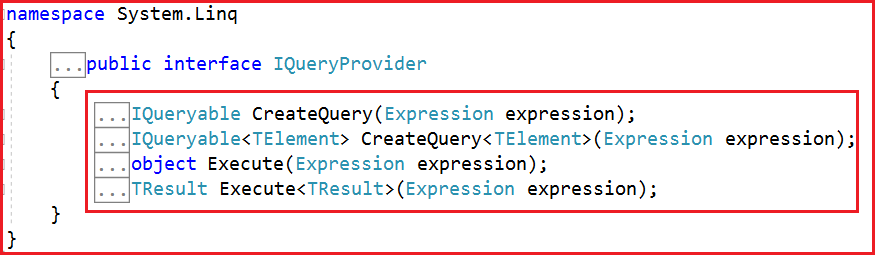 namespace System.Linq
{
...public interface IQueryProvider
{
...IQueryable CreateQuery(Expression expression);
...IQueryable<TElement> CreateQuery<TElement>(Expression expression);
...object Execute(Expression expression);
...TResult Execute<TResult>(Expression expression);
}
}